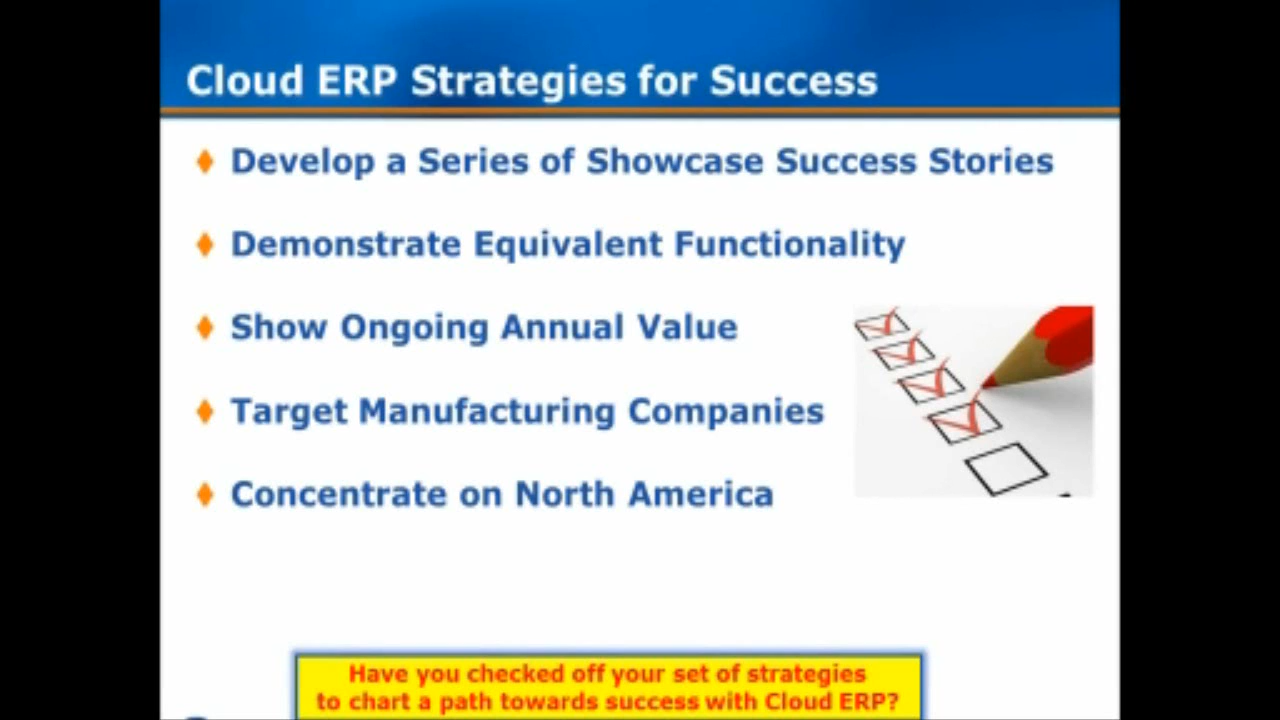 Cloud ERP Strategies for Success
Develop a Series of Showcase Success Stories
Demonstrate Equivalent Functionality
Show Ongoing Annual Value
Target Manufacturing Companies
Concentrate on North America
Have you checked off your set of strategies
to chart a path towards success with Cloud ERP?